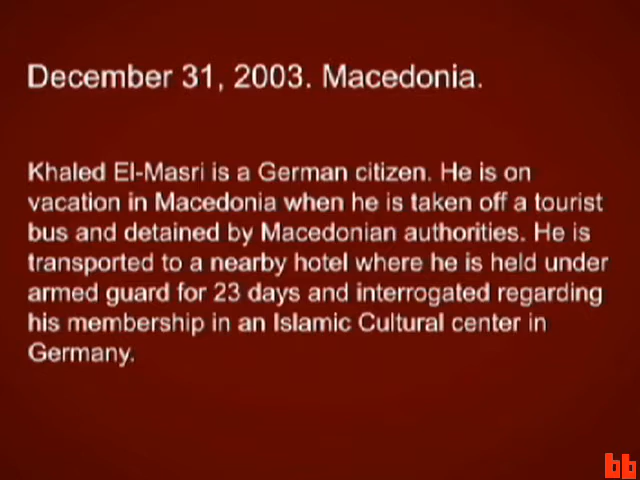 December 31, 2003. Macedonia.
Khaled El-Masri is a German citizen. He is on
vacation in Macedonia when he is taken off a tourist
bus and detained by Macedonian authorities. He is
transported to a nearby hotel where he is held under
armed guard for 23 days and interrogated regarding
his membership in an Islamic Cultural center in
Germany.
bb